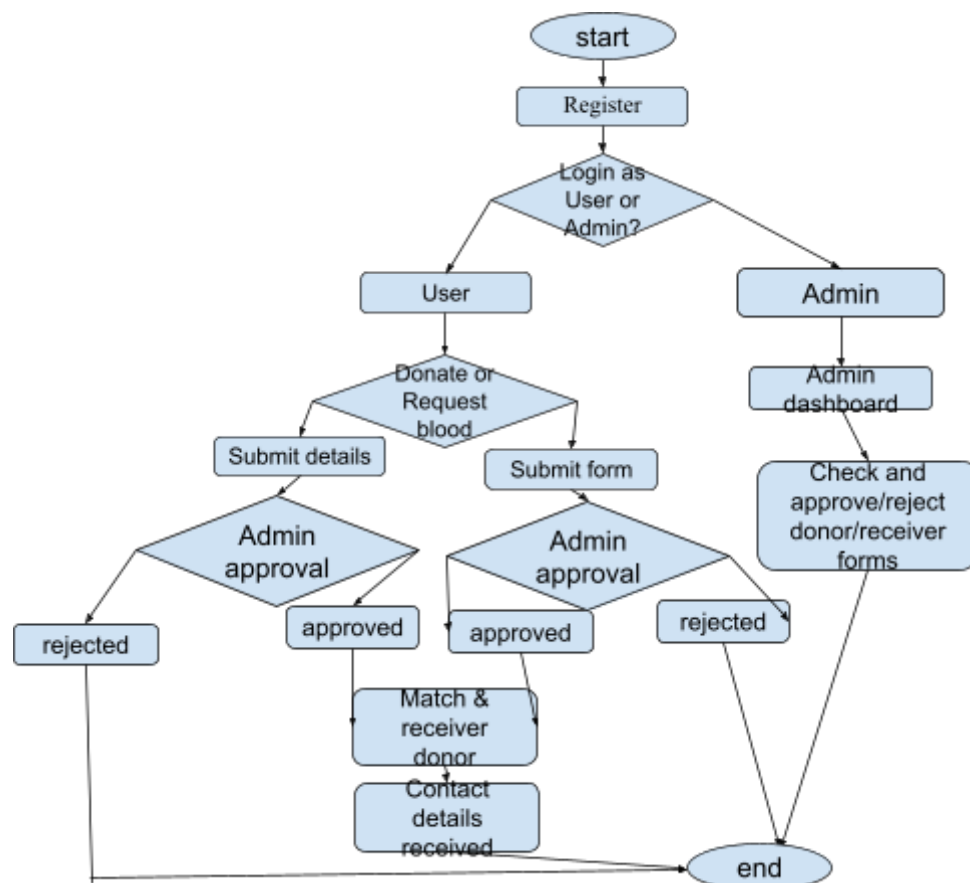 start
Register
Login as
User or
Admin?
User
Admin
Donate or
Request
blood
Admin
dashboard
Submit details
Submit form
Check and
approve/reject
donor/receiver
forms
Admin
approval
Admin
approval
rejected
approved
approved
rejected
Match &
receiver
donor
Contact
details
received
end